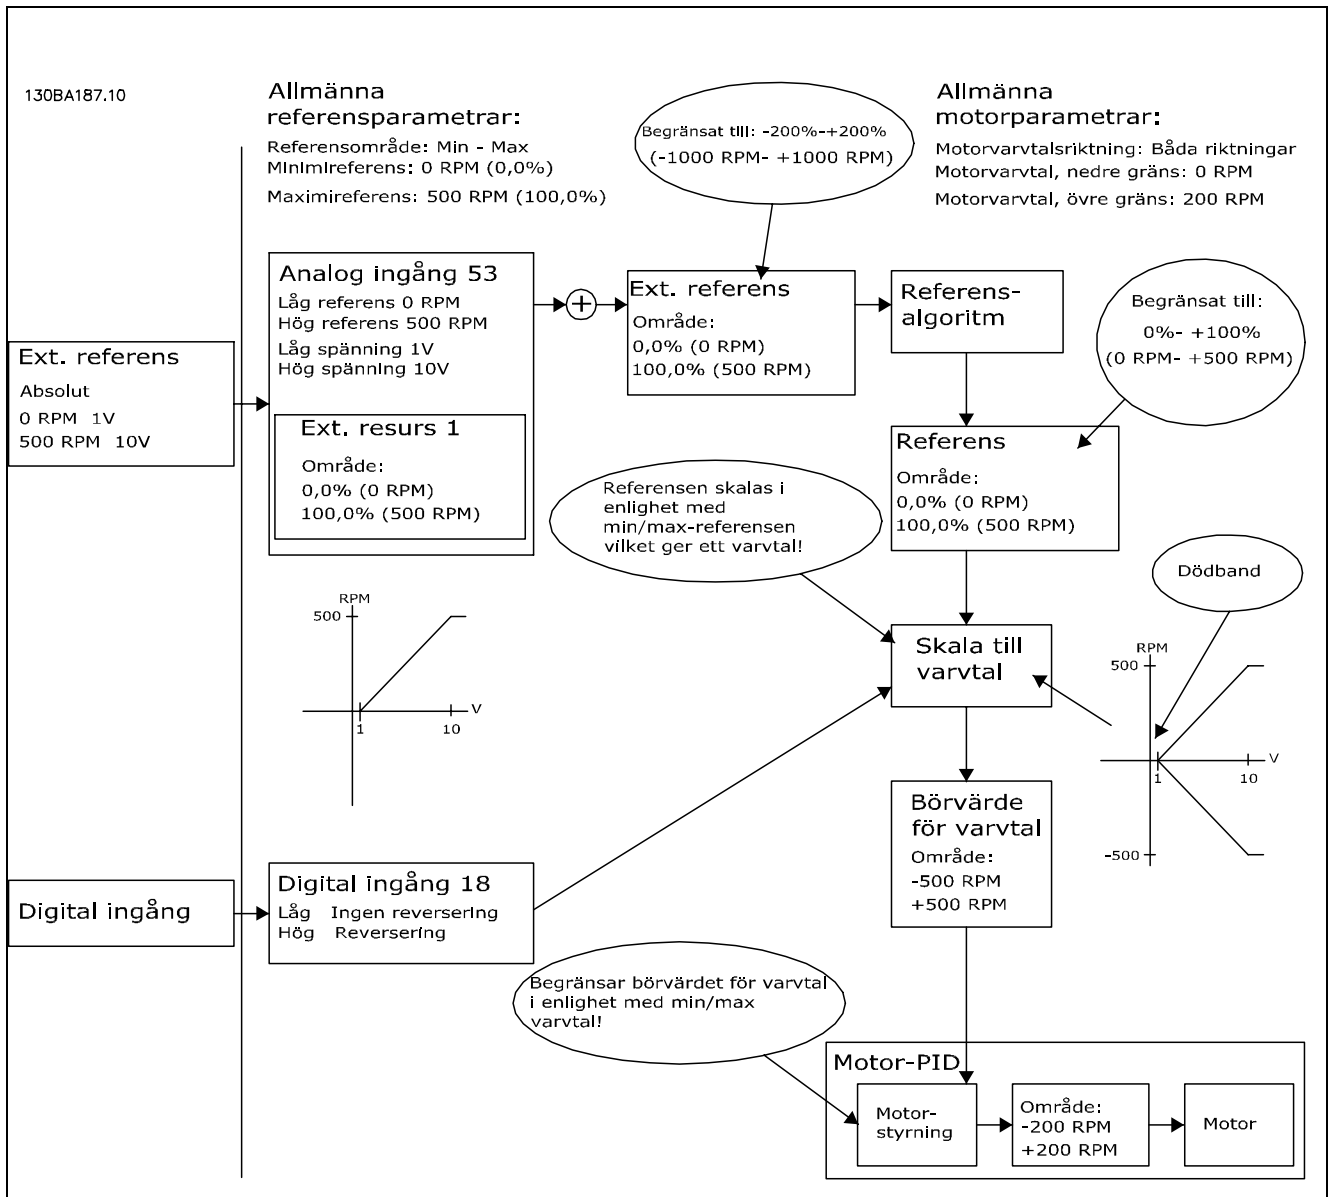 130BA187.10
Allmänna
referensparametrar:
Referensområde: Min - Max
Minimireferens: 0 RPM (0,0%)
Maximireferens: 500 RPM (100,0%)
Begränsat till: -200%-+200%
(-1000 RPM- +1000 RPM)
Allmänna
motorparametrar:
Motorvarvtalsriktning: Båda riktningar
Motorvarvtal, nedre gräns: 0 RPM
Motorvarvtal, övre gräns: 200 RPM
Ext. referens
Absolut
0 RPM 1V
500 RPM 10V
Analog ingång 53
Låg referens 0 RPM
Hög referens 500 RPM
Låg spänning 1V
Hög spänning 10V
Ext. resurs 1
Område:
0,0% (0 RPM)
100,0% (500 RPM)
+
Ext. referens
Område:
0,0% (0 RPM)
100,0% (500 RPM)
Referens-
algoritm
Begränsat till:
0%- +100%
(0 RPM- +500 RPM)
Referens
Område:
0,0% (0 RPM)
100,0% (500 RPM)
Referensen skalas i
enlighet med
min/max-referensen
vilket ger ett varvtal!
Dödband
RPM
500
V
1
10
Skala till
varvtal
RPM
500
V
1
10
-500
Börvärde
för varvtal
Område:
-500 RPM
+500 RPM
Digital ingång
Digital ingång 18
Låg Ingen reversering
Hög Reversering
Begränsar börvärdet för varvtal
i enlighet med min/max
varvtal!
Motor-PID
Motor-
styrning
Område:
-200 RPM
+200 RPM
Motor